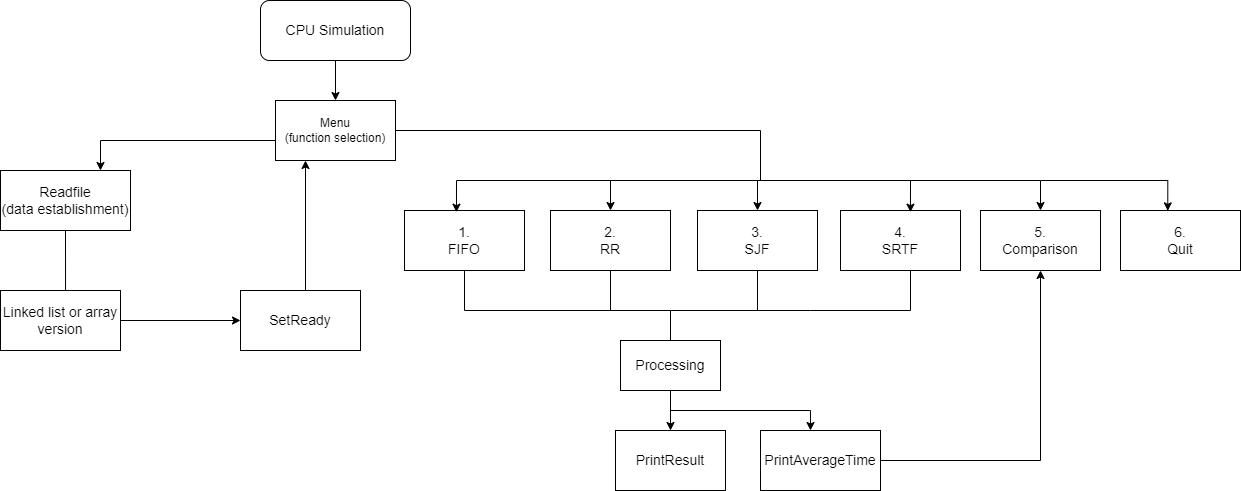 CPU Simulation
Menu
(function selection)
Readfile
(data establishment)
1.
FIFO
2.
RR
3.
SJF
4.
SRTF
5.
Comparison
6.
Quit
Linked list or array
version
SetReady
Processing
PrintResult
PrintAverageTime